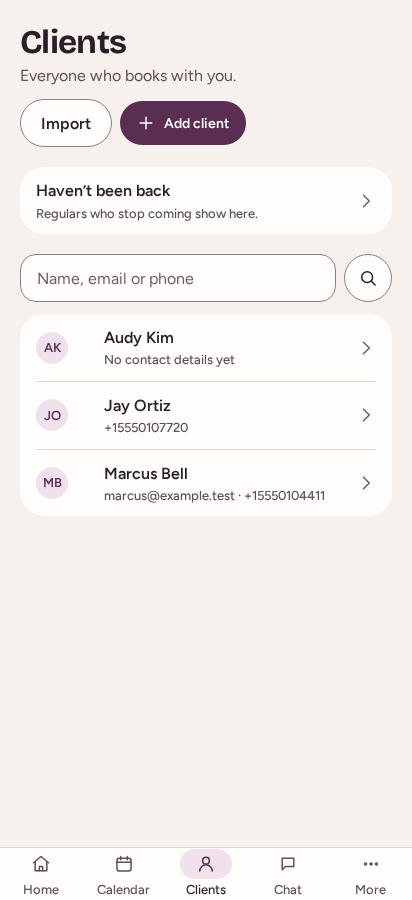 Clients
Everyone who books with you.
Import
Add client
Haven’t been back
Regulars who stop coming show here.
Name, email or phone
AK
Audy Kim
No contact details yet
JO
Jay Ortiz
+15550107720
MB
Marcus Bell
marcus@example.test · +15550104411
Home
Calendar
Clients
Chat
More